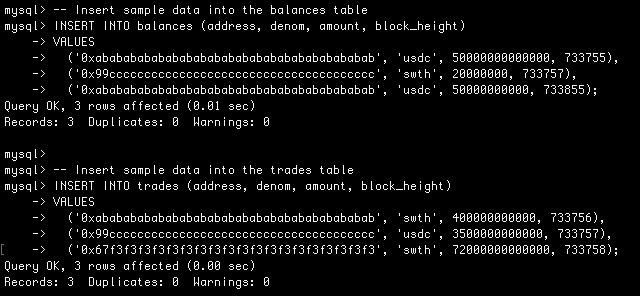 mysql> -- Insert sample data into the balances table
mysql> INSERT INTO balances (address, denom, amount, block_height)
    -> VALUES
    ->    ('0xabababababababababababababababababababab', 'usdc', 50000000000000, 733755),
    ->    ('0x99cccccccccccccccccccccccccccccccccccccc', 'swth', 20000000, 733757),
    ->    ('0xabababababababababababababababababababab', 'usdc', 50000000000000, 733855);
Query OK, 3 rows affected (0.01 sec)
Records: 3  Duplicates: 0  Warnings: 0
mysql>
mysql> -- Insert sample data into the trades table
mysql> INSERT INTO trades (address, denom, amount, block_height)
    -> VALUES
    ->    ('0xabababababababababababababababababababab', 'swth', 400000000000, 733756),
    ->    ('0x99cccccccccccccccccccccccccccccccccccccc', 'usdc', 350000000000, 733757),
[   ->    ('0x67f3f3f3f3f3f3f3f3f3f3f3f3f3f3f3f3f3f3f3', 'swth', 72000000000000, 733758);
Query OK, 3 rows affected (0.00 sec)
Records: 3  Duplicates: 0  Warnings: 0